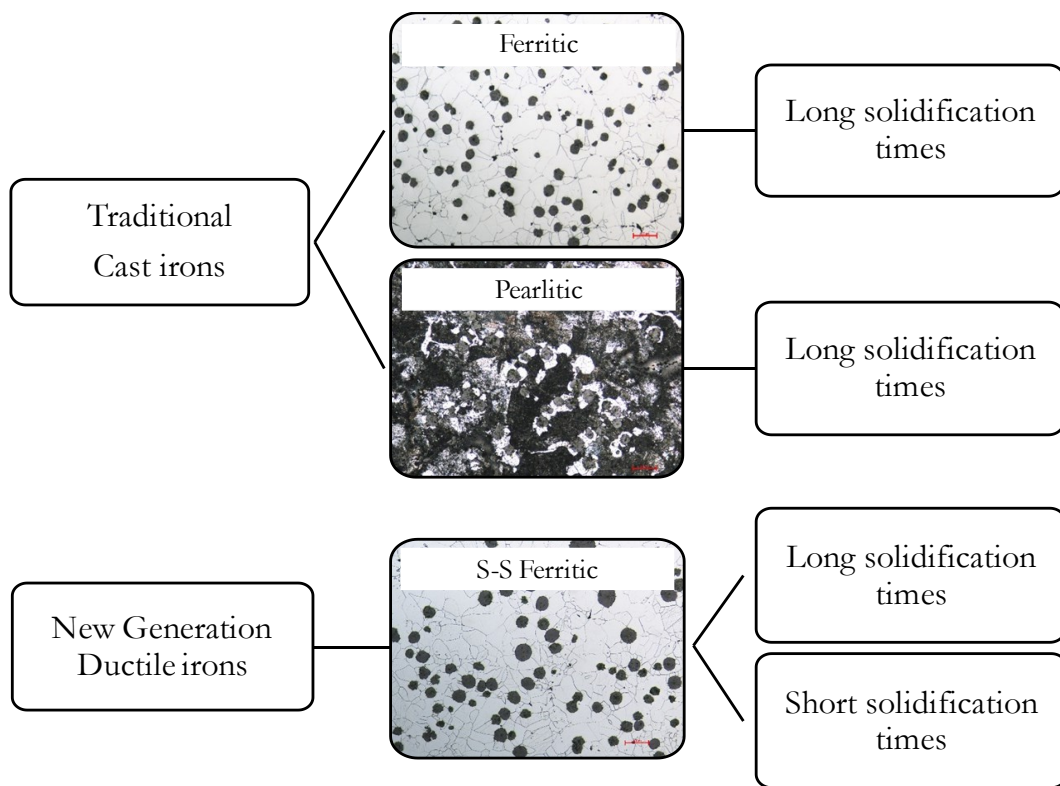 Ferritic
Long solidification
times
Traditional
Cast irons
Pearlitic
Long solidification
times
S-S Ferritic
Long solidification
times
New Generation
Ductile irons
Short solidification
times